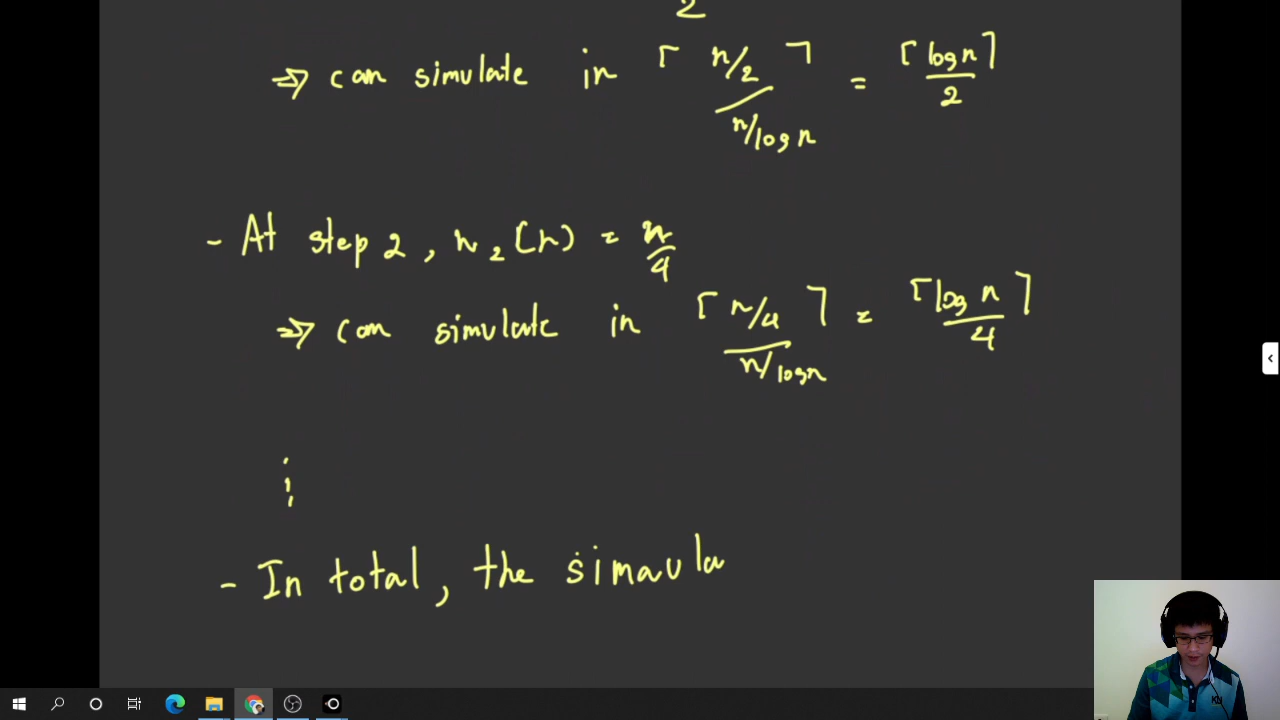 2
⇒ can simulate in ⌈ n/2 / n/log n ⌉ = ⌈ log n / 2 ⌉
- At step 2, w₂(n) = n/4
⇒ can simulate in ⌈ n/4 / n/log n ⌉ = ⌈ log n / 4 ⌉
⋮
- In total, the simaula